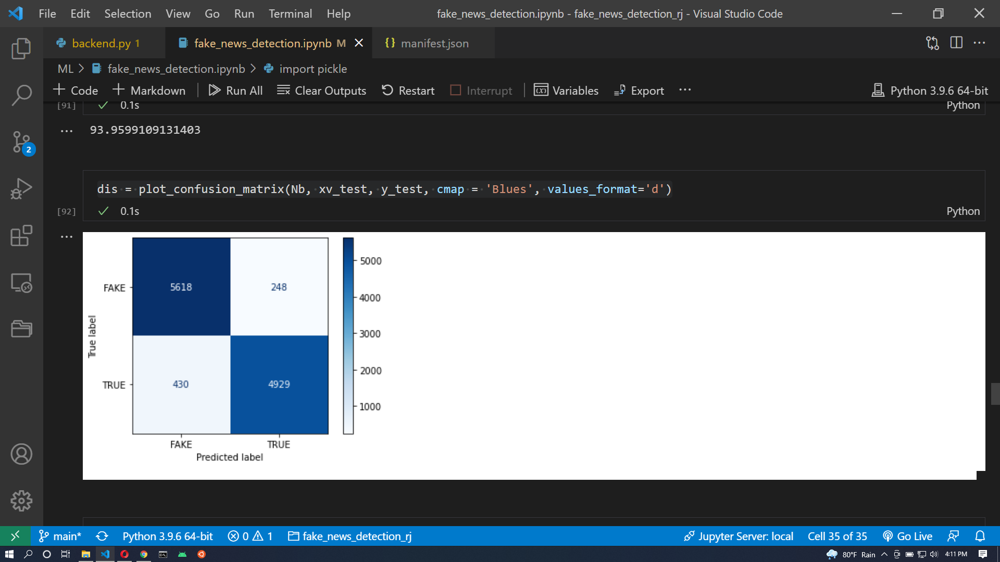 File Edit Selection View Go Run Terminal Help
fake_news_detection.ipynb - fake_news_detection_rj - Visual Studio Code
backend.py 1
fake_news_detection.ipynb M
{} manifest.json
ML > fake_news_detection.ipynb > import pickle
+ Code + Markdown Run All Clear Outputs Restart Interrupt Variables Export ... Python 3.9.6 64-bit
[91] 0.1s Python
93.9599109131403
dis = plot_confusion_matrix(Nb, xv_test, y_test, cmap = 'Blues', values_format='d')
[92] 0.1s Python
5618 248
430 4929
FAKE
TRUE
True label
FAKE TRUE
Predicted label
5000
4000
3000
2000
1000
2
main* Python 3.9.6 64-bit 0 1 fake_news_detection_rj Jupyter Server: local Cell 35 of 35 Go Live
80°F Rain 4:11 PM